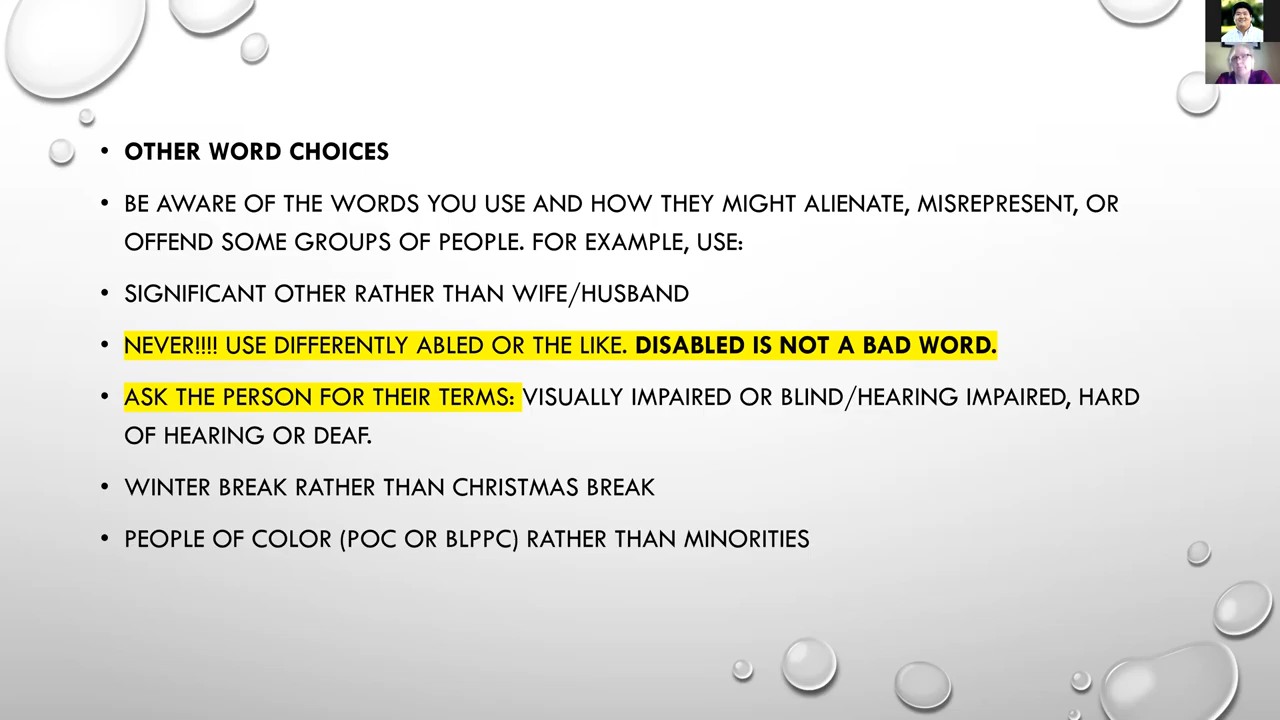 • OTHER WORD CHOICES
• BE AWARE OF THE WORDS YOU USE AND HOW THEY MIGHT ALIENATE, MISREPRESENT, OR
OFFEND SOME GROUPS OF PEOPLE. FOR EXAMPLE, USE:
• SIGNIFICANT OTHER RATHER THAN WIFE/HUSBAND
• NEVER!!!! USE DIFFERENTLY ABLED OR THE LIKE. DISABLED IS NOT A BAD WORD.
• ASK THE PERSON FOR THEIR TERMS: VISUALLY IMPAIRED OR BLIND/HEARING IMPAIRED, HARD
OF HEARING OR DEAF.
• WINTER BREAK RATHER THAN CHRISTMAS BREAK
• PEOPLE OF COLOR (POC OR BLPPC) RATHER THAN MINORITIES